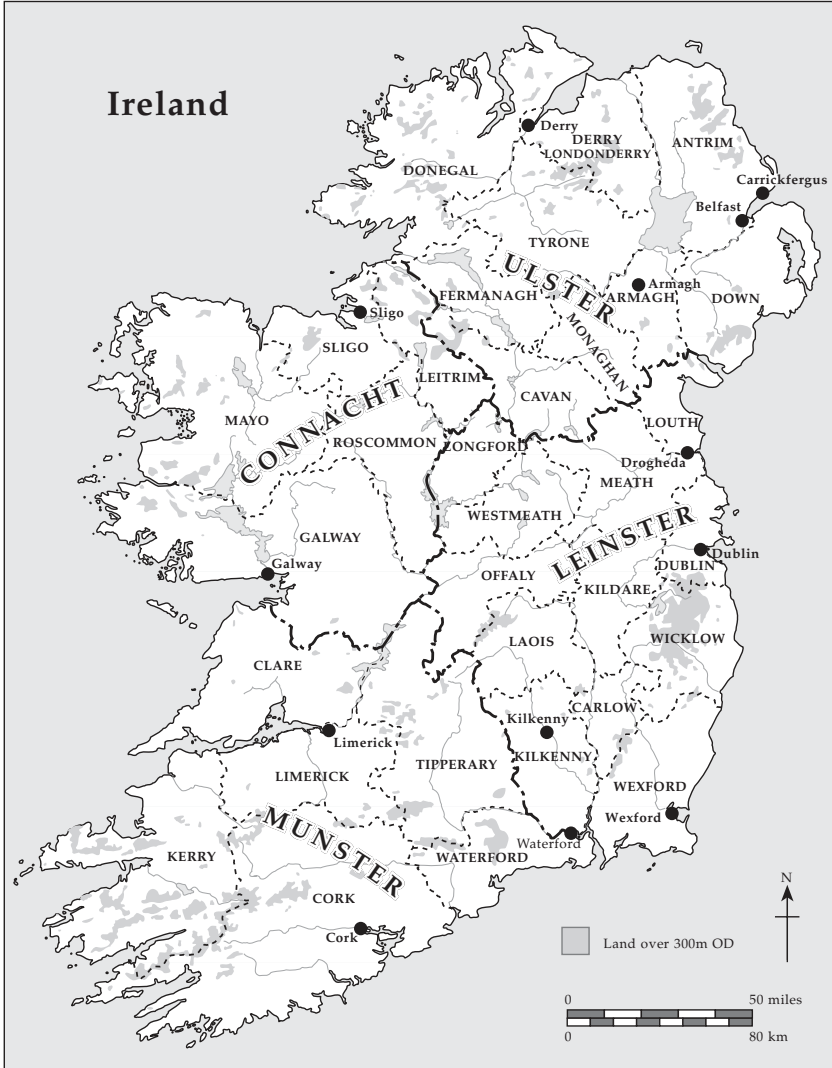 Ireland
Derry
DERRY
LONDONDERRY
ANTRIM
DONEGAL
Carrickfergus
Belfast
TYRONE
ULSTER
Armagh
ARMAGH
FERMANAGH
DOWN
MONAGHAN
Sligo
SLIGO
LEITRIM
CAVAN
MAYO
CONNACHT
ROSCOMMON
LONGFORD
LOUTH
Drogheda
MEATH
WESTMEATH
LEINSTER
GALWAY
Galway
Dublin
DUBLIN
OFFALY
KILDARE
LAOIS
WICKLOW
CLARE
CARLOW
Kilkenny
KILKENNY
Limerick
LIMERICK
TIPPERARY
WEXFORD
Wexford
MUNSTER
Waterford
WATERFORD
KERRY
CORK
Cork
N
Land over 300m OD
0 50 miles
0 80 km